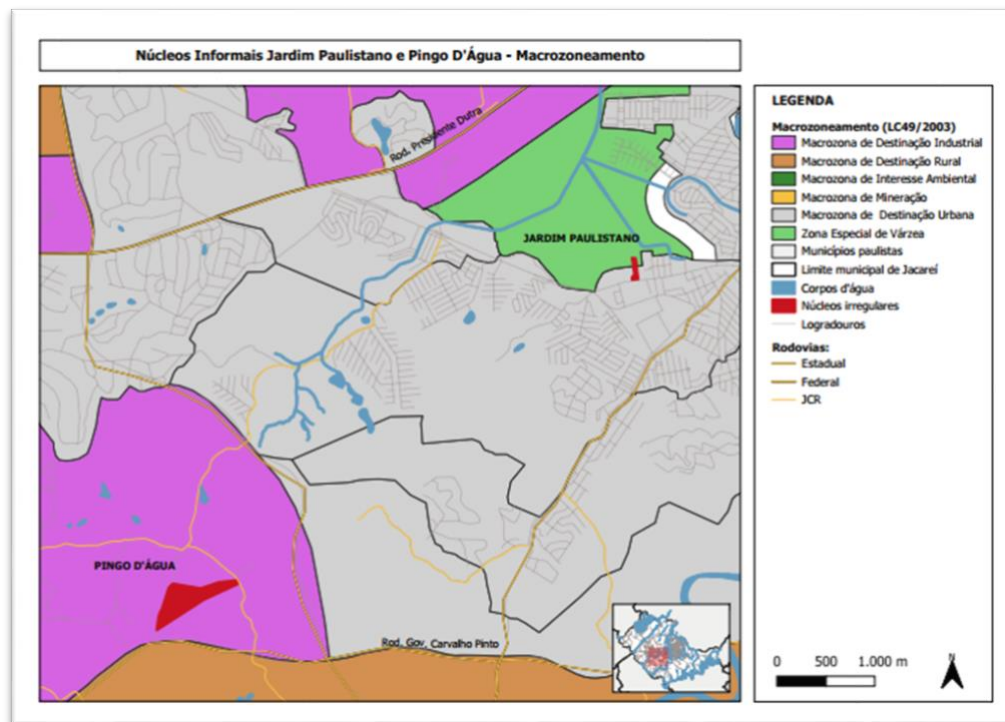 Núcleos Informais Jardim Paulistano e Pingo D'Água - Macrozoneamento
Rod. Presidente Dutra
JARDIM PAULISTANO
PINGO D'ÁGUA
Rod. Gov. Carvalho Pinto
LEGENDA
Macrozoneamento (LC49/2003)
Macrozona de Destinação Industrial
Macrozona de Destinação Rural
Macrozona de Interesse Ambiental
Macrozona de Mineração
Macrozona de Destinação Urbana
Zona Especial de Várzea
Municípios paulistas
Limite municipal de Jacareí
Corpos d'água
Núcleos irregulares
Logradouros
Rodovias:
Estadual
Federal
JCR
0 500 1.000 m
N